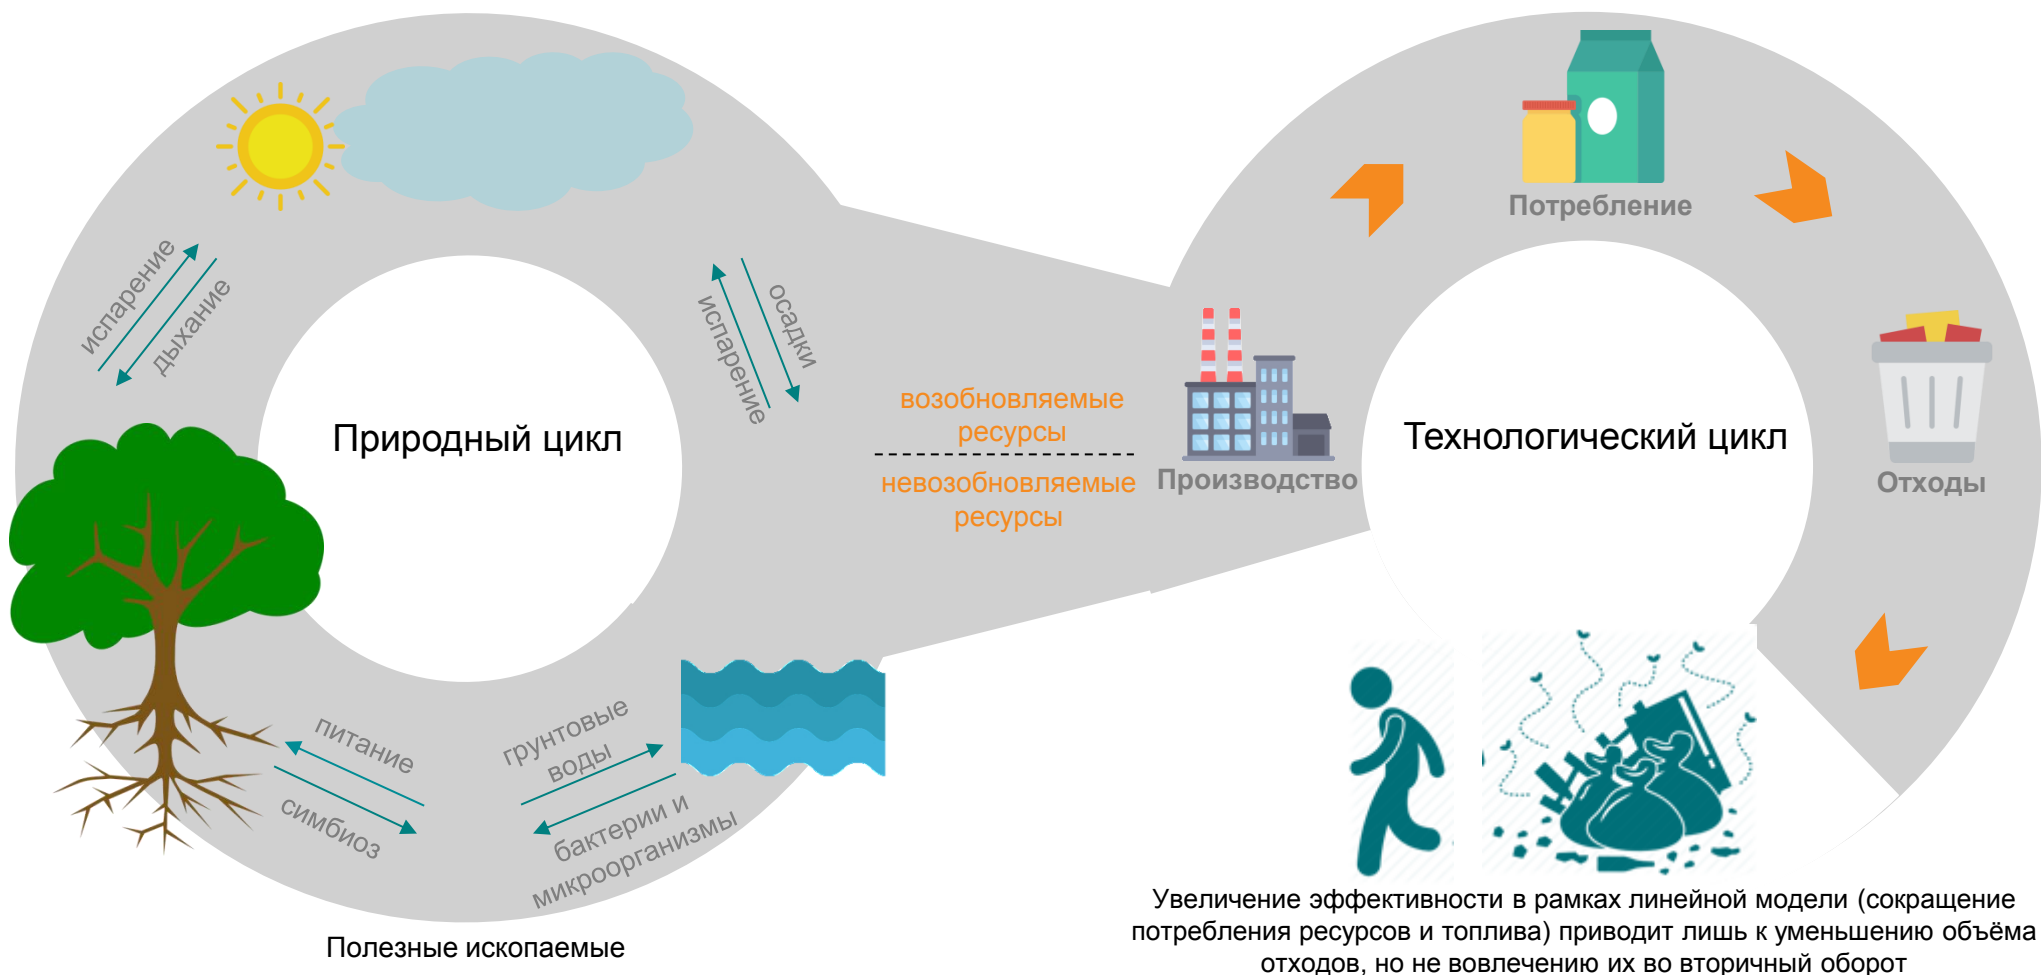 Потребление
испарение
дыхание
испарение
осадки
возобновляемые
ресурсы
Природный цикл
Технологический цикл
невозобновляемые
ресурсы
Производство
Отходы
питание
симбиоз
грунтовые
воды
бактерии и
микроорганизмы
Полезные ископаемые
Увеличение эффективности в рамках линейной модели (сокращение
потребления ресурсов и топлива) приводит лишь к уменьшению объёма
отходов, но не вовлечению их во вторичный оборот